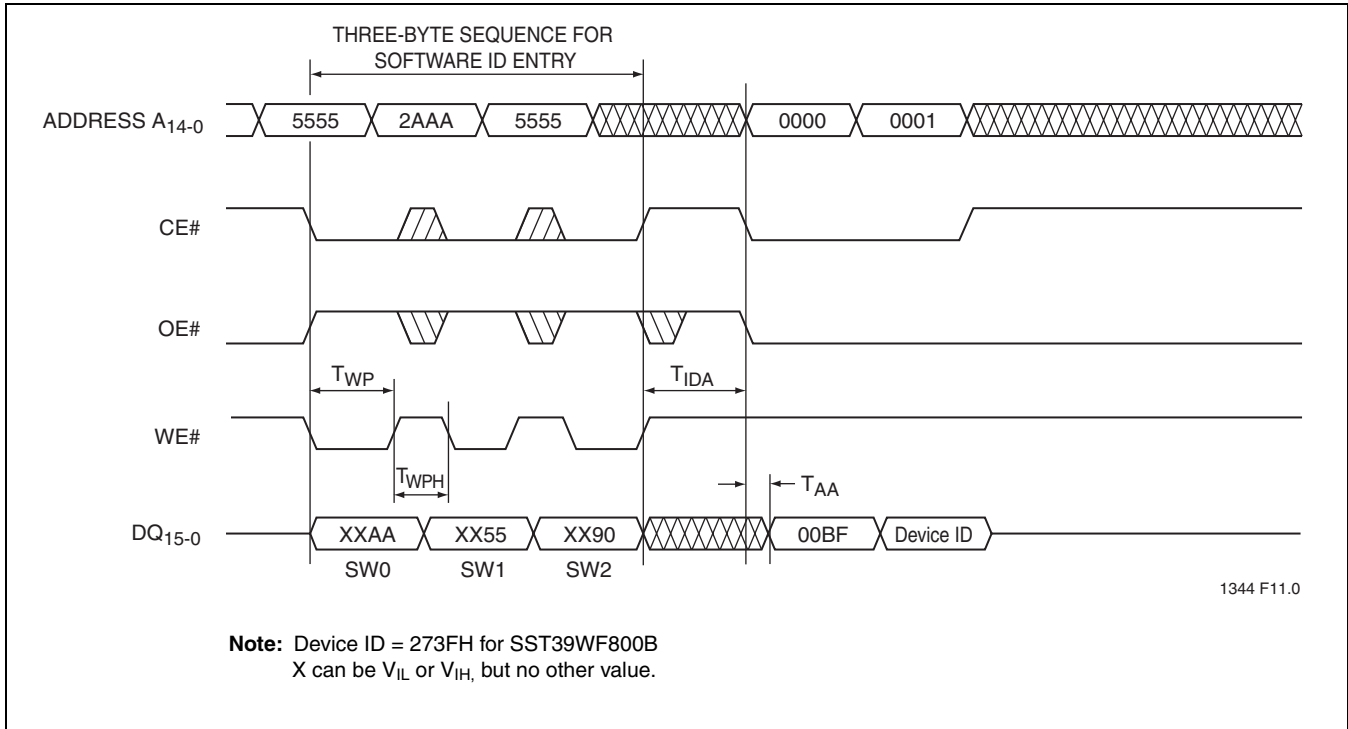 THREE-BYTE SEQUENCE FOR
SOFTWARE ID ENTRY
ADDRESS A14-0 5555 2AAA 5555 0000 0001
CE#
OE#
TWP TIDA
WE#
TWPH TAA
DQ15-0 XXAA XX55 XX90 00BF Device ID
SW0 SW1 SW2
1344 F11.0
Note: Device ID = 273FH for SST39WF800B
X can be VIL or VIH, but no other value.